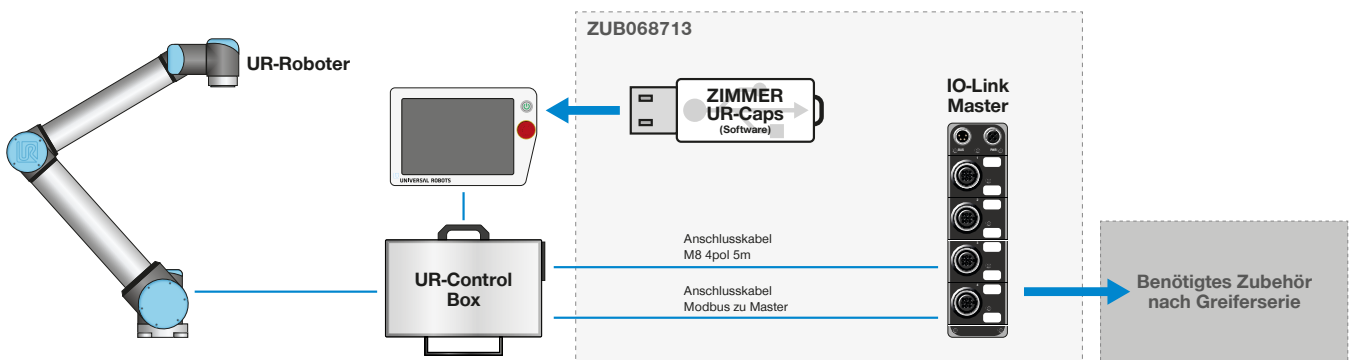 ZUB068713
UR-Roboter
ZIMMER
UR-Caps
(Software)
IO-Link
Master
UR
UNIVERSAL ROBOTS
Anschlusskabel
M8 4pol 5m
UR-Control
Box
Anschlusskabel
Modbus zu Master
Benötigtes Zubehör
nach Greiferserie